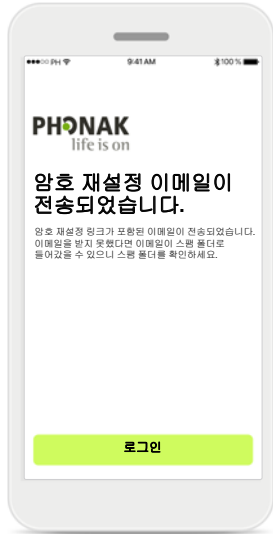 PH 9:41 AM 100%
PHONAK
life is on
암호 재설정 이메일이
전송되었습니다.
암호 재설정 링크가 포함된 이메일이 전송되었습니다.
이메일을 받지 못했다면 이메일이 스팸 폴더로
들어갔을 수 있으니 스팸 폴더를 확인하세요.
로그인